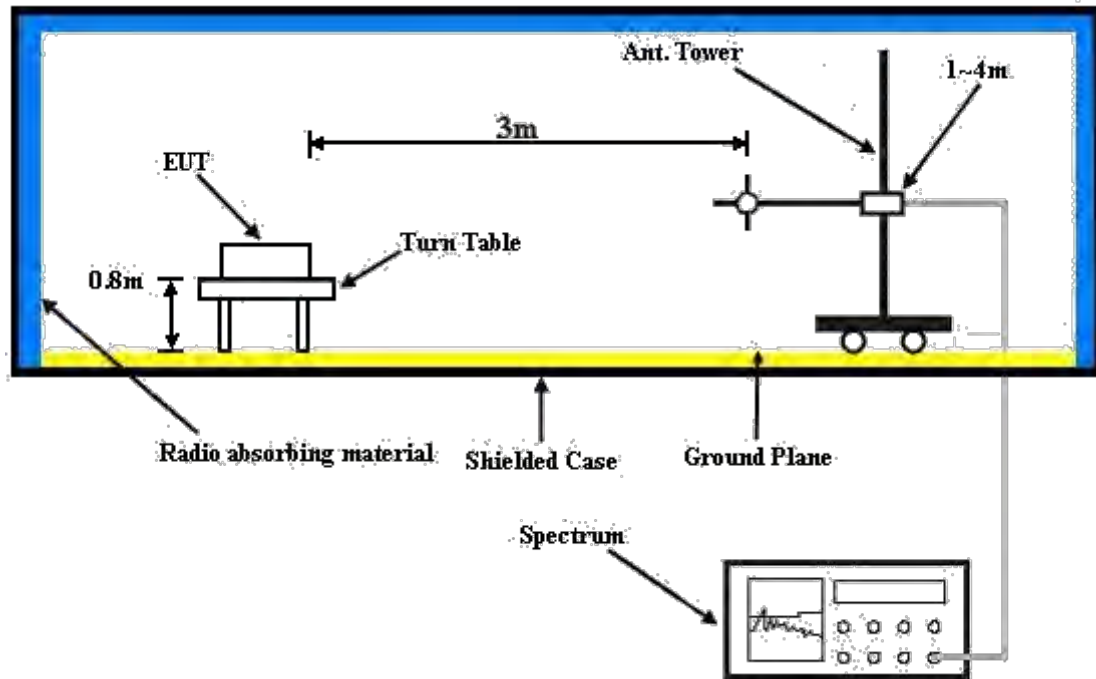 Ant. Tower
1~4m
3m
EUT
Turn Table
0.8m
Radio absorbing material
Shielded Case
Ground Plane
Spectrum